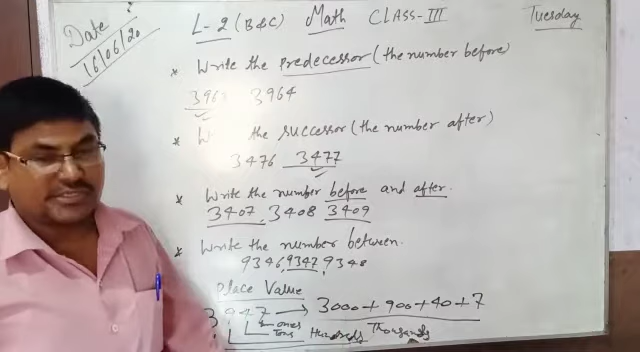 Date :
16/06/20
L-2 (B&C) Math CLASS-III Tuesday
* Write the predecessor (the number before)
3963 3964
* W the successor (the number after)
3476 3477
* Write the number before and after.
3407, 3408 3409
* Write the number between.
9346, 9347, 9348
Place Value
3947 → 3000 + 900 + 40 + 7
ones
Tens Hundreds Thousands